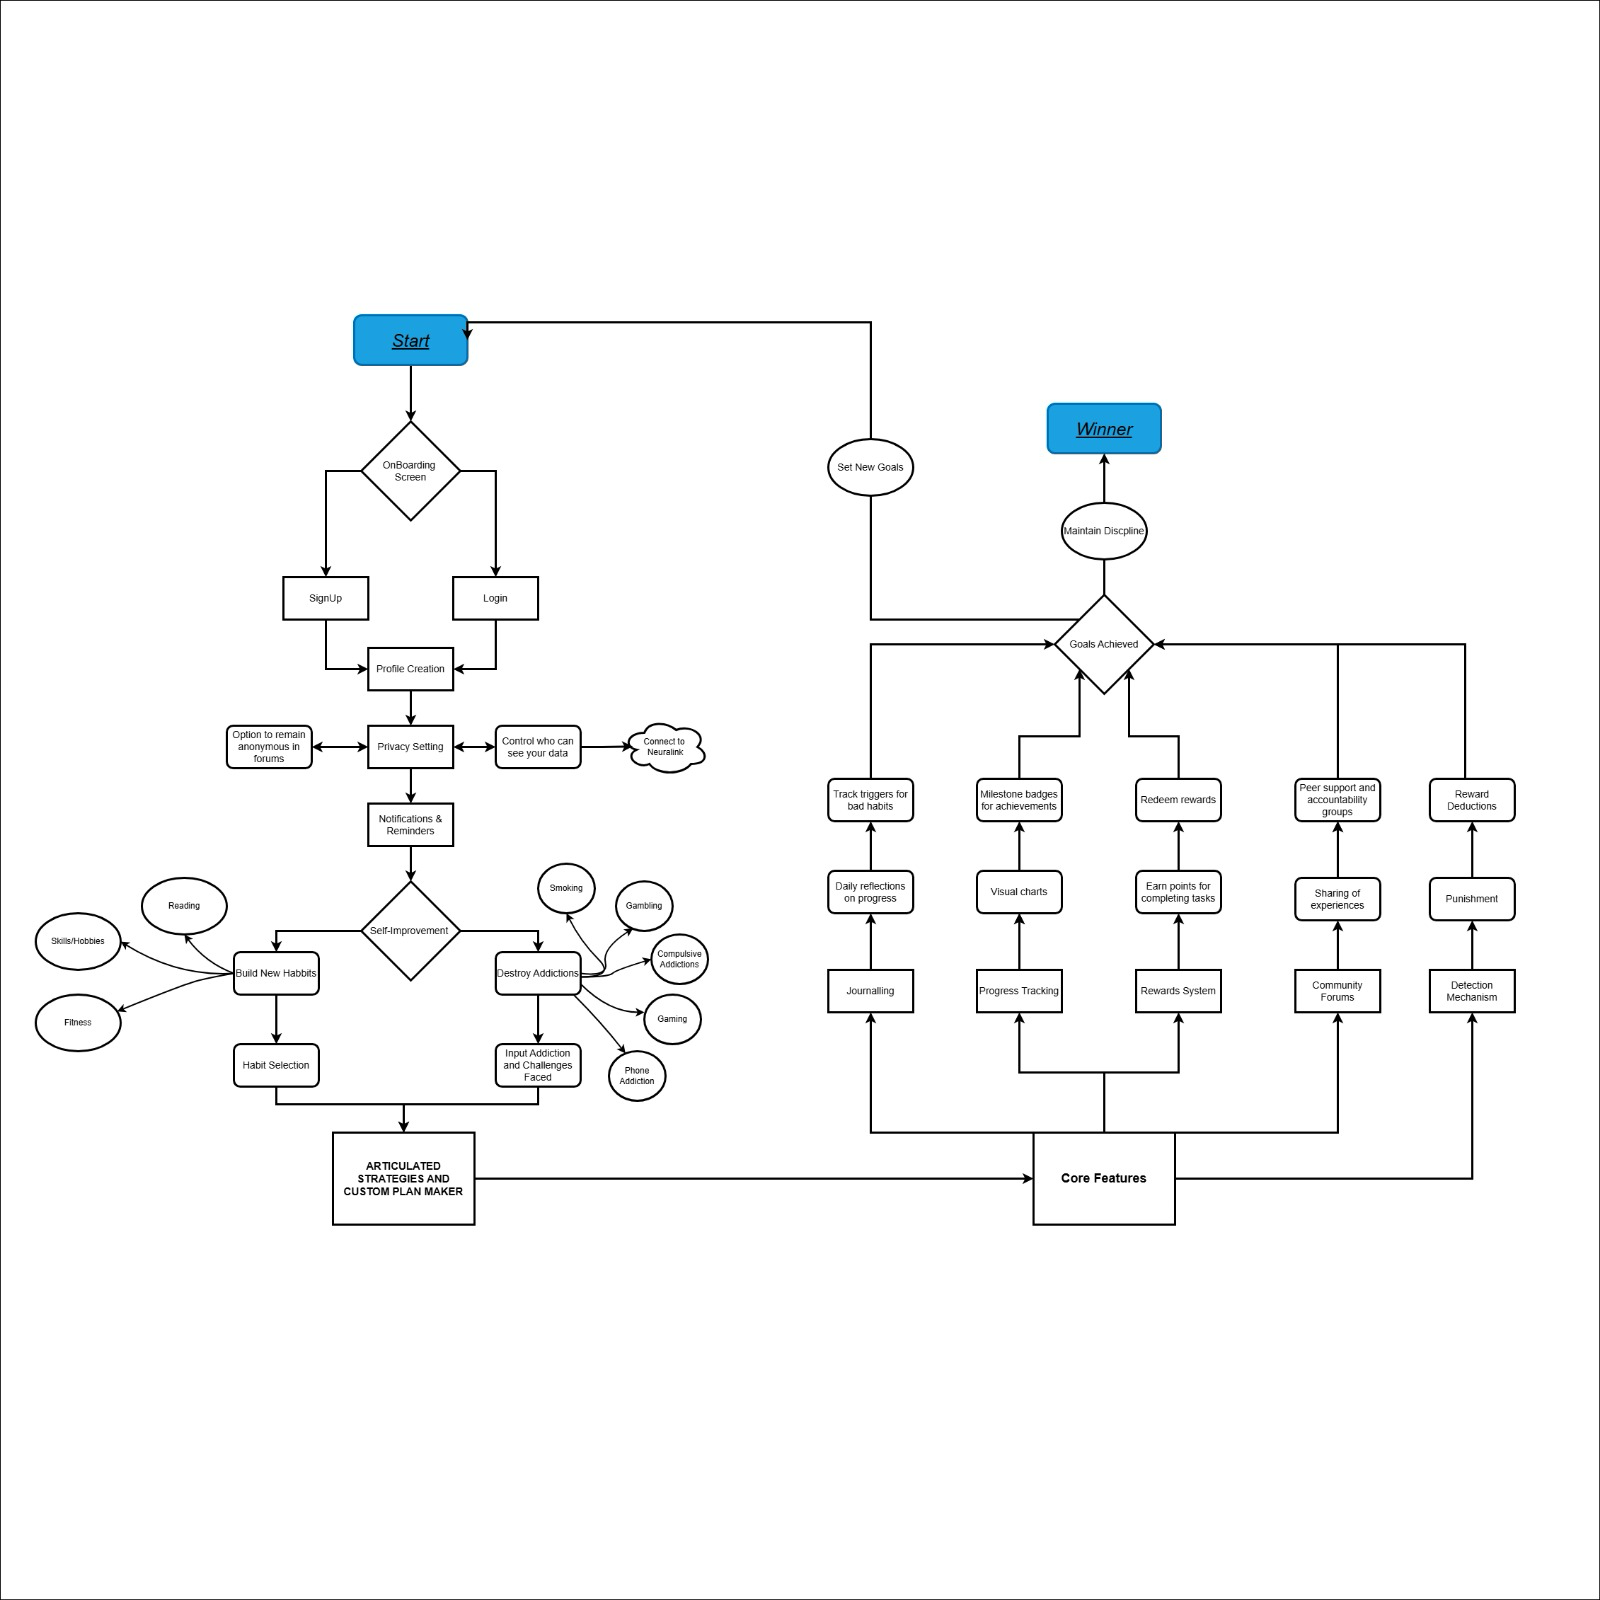 Start
OnBoarding
Screen
SignUp
Login
Profile Creation
Option to remain
anonymous in
forums
Privacy Setting
Control who can
see your data
Connect to
Neuralink
Notifications &
Reminders
Self-Improvement
Reading
Skills/Hobbies
Fitness
Build New Habbits
Destroy Addictions
Smoking
Gambling
Compulsive
Addictions
Gaming
Phone
Addiction
Habit Selection
Input Addiction
and Challenges
Faced
ARTICULATED
STRATEGIES AND
CUSTOM PLAN MAKER
Set New Goals
Winner
Maintain Discpline
Goals Achieved
Track triggers for
bad habits
Milestone badges
for achievements
Redeem rewards
Peer support and
accountability
groups
Reward
Deductions
Daily reflections
on progress
Visual charts
Earn points for
completing tasks
Sharing of
experiences
Punishment
Journalling
Progress Tracking
Rewards System
Community
Forums
Detection
Mechanism
Core Features